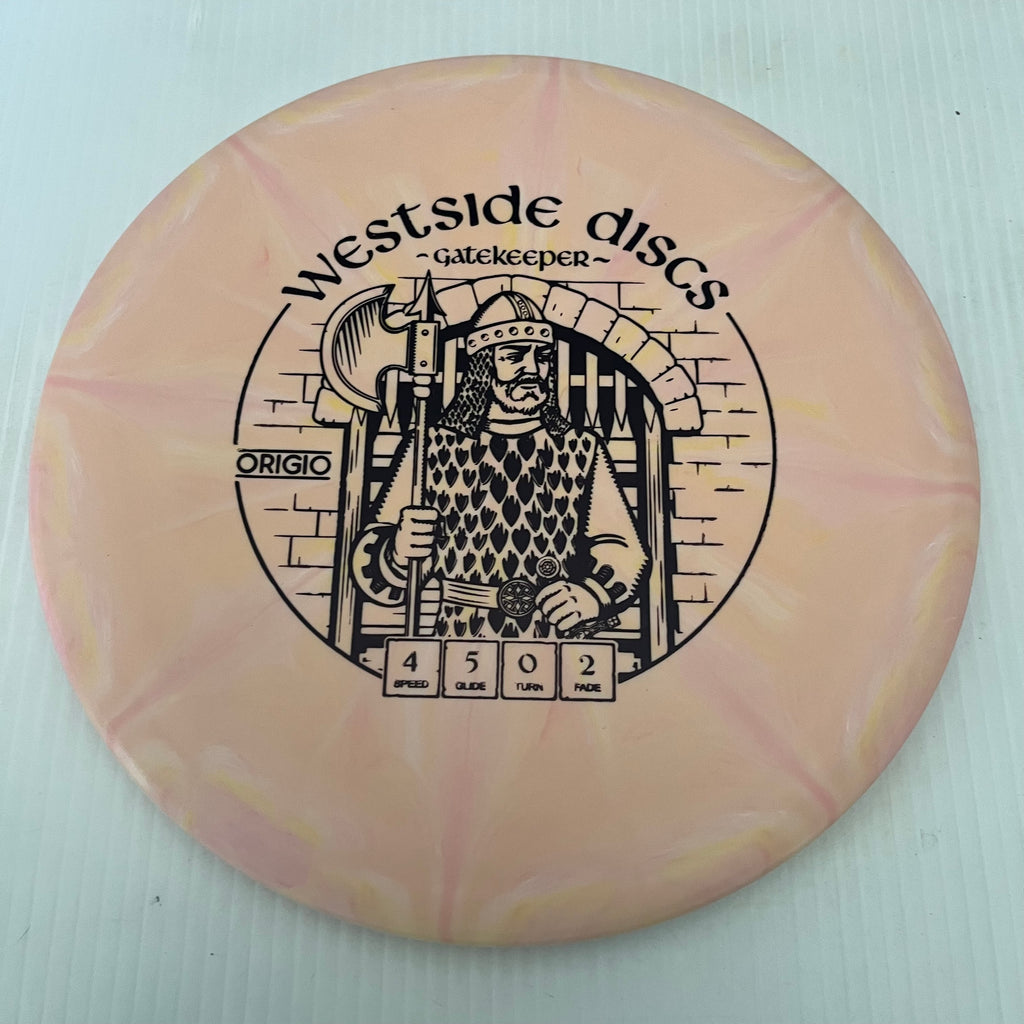 westside discs
~gatekeeper~
ORIGIO
4 5 0 2
SPEED GLIDE TURN FADE